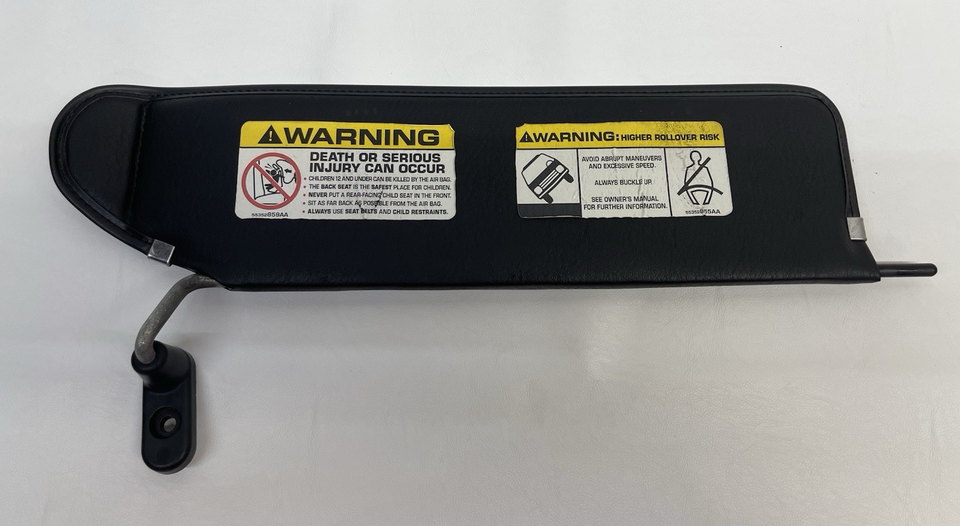 WARNING
DEATH OR SERIOUS
INJURY CAN OCCUR
• CHILDREN 12 AND UNDER CAN BE KILLED BY THE AIR BAG.
• THE BACK SEAT IS THE SAFEST PLACE FOR CHILDREN.
• NEVER PUT A REAR-FACING CHILD SEAT IN THE FRONT.
• SIT AS FAR BACK AS POSSIBLE FROM THE AIR BAG.
• ALWAYS USE SEAT BELTS AND CHILD RESTRAINTS.
55352858AA
WARNING: HIGHER ROLLOVER RISK
AVOID ABRUPT MANEUVERS
AND EXCESSIVE SPEED.
ALWAYS BUCKLE UP.
SEE OWNER'S MANUAL
FOR FURTHER INFORMATION.
55352855AA